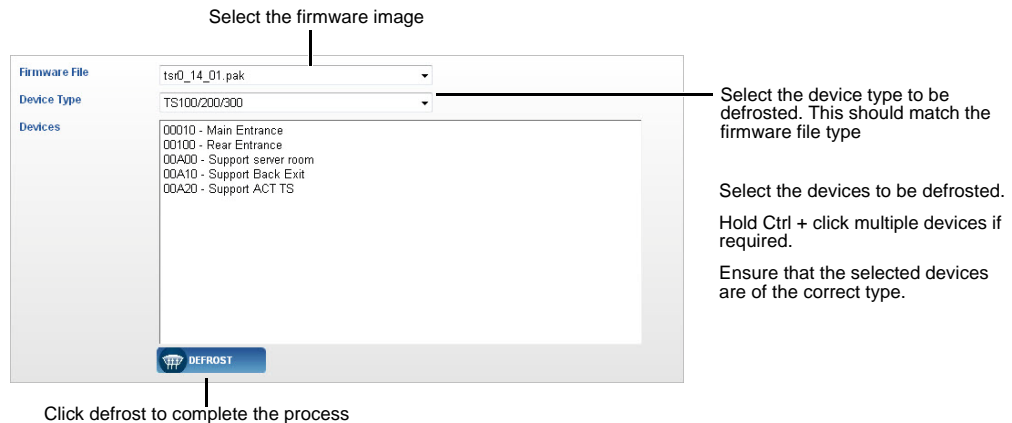 Select the firmware image
Firmware File
tsr0_14_01.pak
Device Type
TS100/200/300
Devices
00010 - Main Entrance
00100 - Rear Entrance
00A00 - Support server room
00A10 - Support Back Exit
00A20 - Support ACT TS
DEFROST
Select the device type to be
defrosted. This should match the
firmware file type
Select the devices to be defrosted.
Hold Ctrl + click multiple devices if
required.
Ensure that the selected devices
are of the correct type.
Click defrost to complete the process